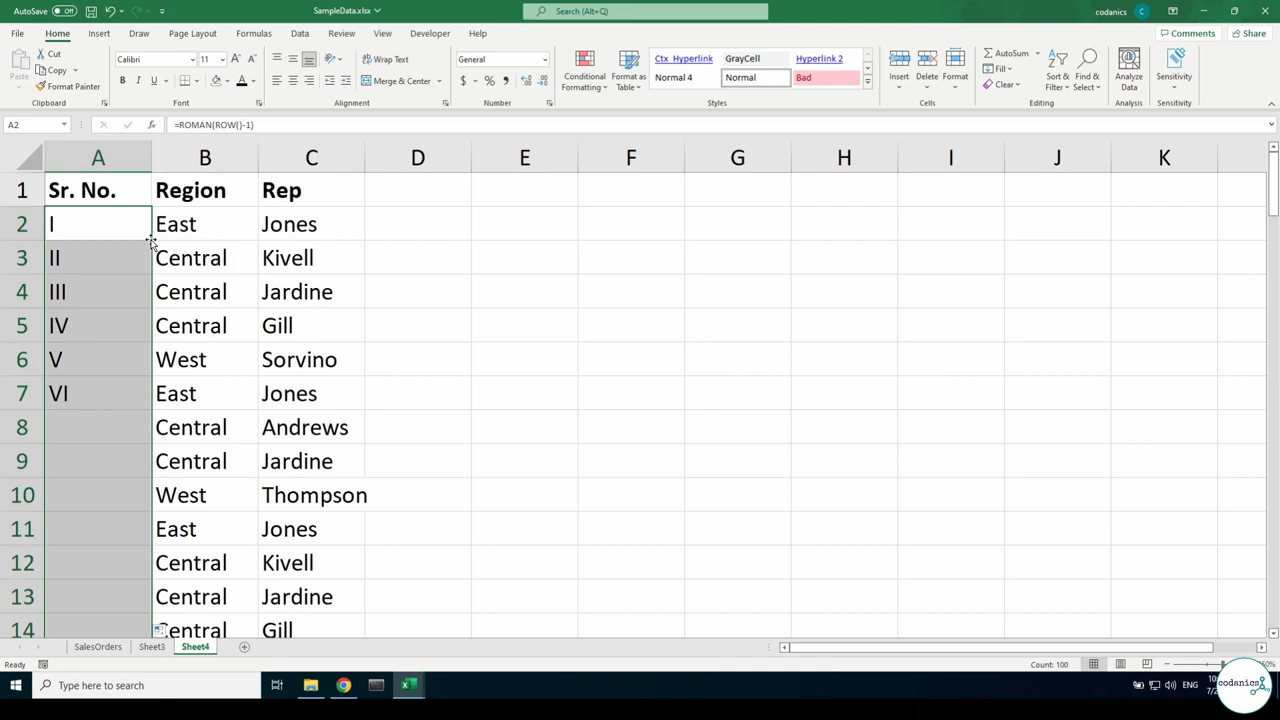 AutoSave Off SampleData.xlsx Search (Alt+Q) codanics C
File Home Insert Draw Page Layout Formulas Data Review View Developer Help Comments Share
Paste Cut Copy Format Painter Clipboard
Calibri 11 A A B I U A Font
Wrap Text Merge & Center Alignment
General $ % Number
Conditional Formatting Format as Table
Ctx_Hyperlink GrayCell Hyperlink 2
Normal 4 Normal Bad
Styles
Insert Delete Format Cells
AutoSum Fill Clear Sort & Filter Find & Select Editing
Analyze Data Analysis
Sensitivity Sensitivity
A2 fx =ROMAN(ROW()-1)
A B C D E F G H I J K
1 Sr. No. Region Rep
2 I East Jones
3 II Central Kivell
4 III Central Jardine
5 IV Central Gill
6 V West Sorvino
7 VI East Jones
8 Central Andrews
9 Central Jardine
10 West Thompson
11 East Jones
12 Central Kivell
13 Central Jardine
14 Central Gill
SalesOrders Sheet3 Sheet4
Ready Count: 100
Type here to search ENG
codanics